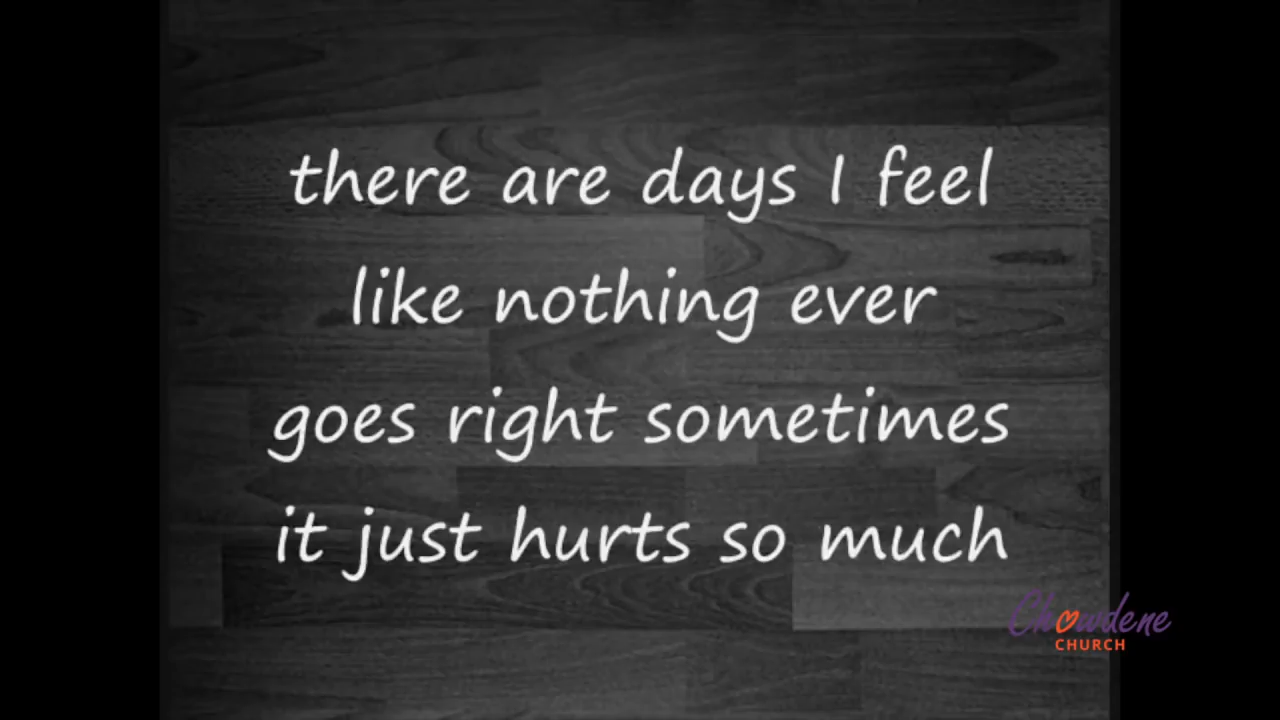 there are days I feel
like nothing ever
goes right sometimes
it just hurts so much
Chowdene
CHURCH